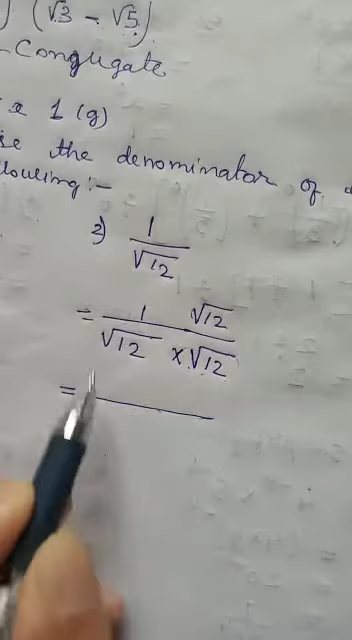 ) (√3 - √5)
- Congugate
1 (g)
the denominator of
2) 1
√12
= 1 √12
√12 × √12
=